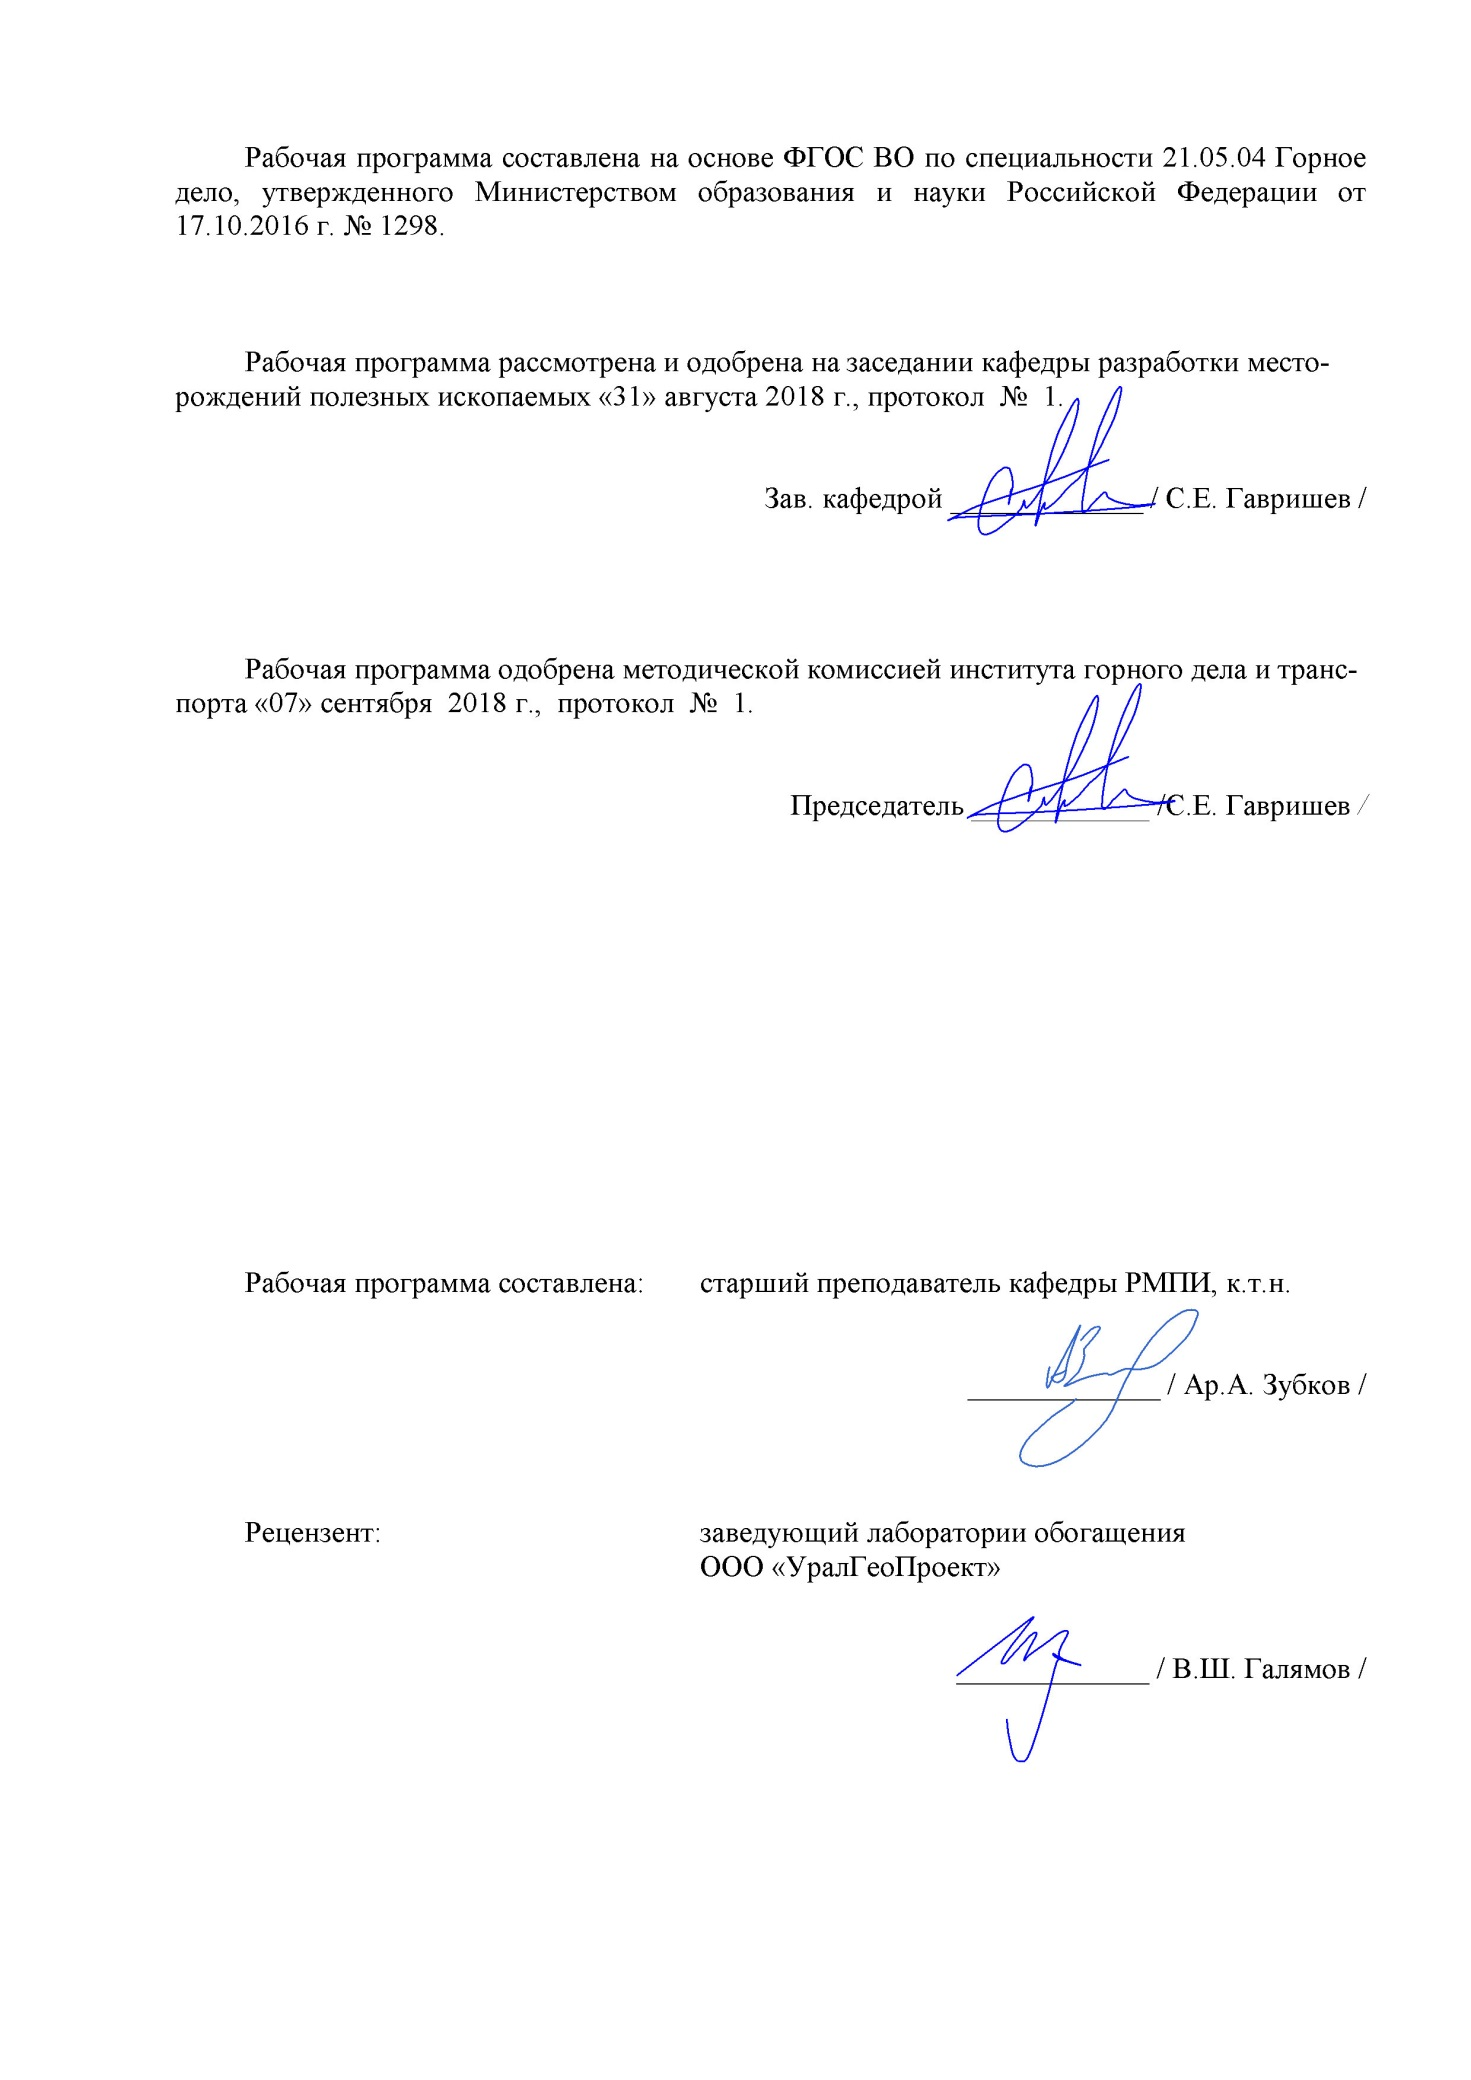 Рабочая программа составлена на основе ФГОС ВО по специальности 21.05.04 Горное
дело, утвержденного Министерством образования и науки Российской Федерации от
17.10.2016 г. № 1298.
Рабочая программа рассмотрена и одобрена на заседании кафедры разработки место-
рождений полезных ископаемых «31» августа 2018 г., протокол № 1.
Зав. кафедрой ______________ / С.Е. Гавришев /
Рабочая программа одобрена методической комиссией института горного дела и транс-
порта «07» сентября 2018 г., протокол № 1.
Председатель _____________ /С.Е. Гавришев /
Рабочая программа составлена: старший преподаватель кафедры РМПИ, к.т.н.
______________ / Ар.А. Зубков /
Рецензент: заведующий лаборатории обогащения
ООО «УралГеоПроект»
______________ / В.Ш. Галямов /